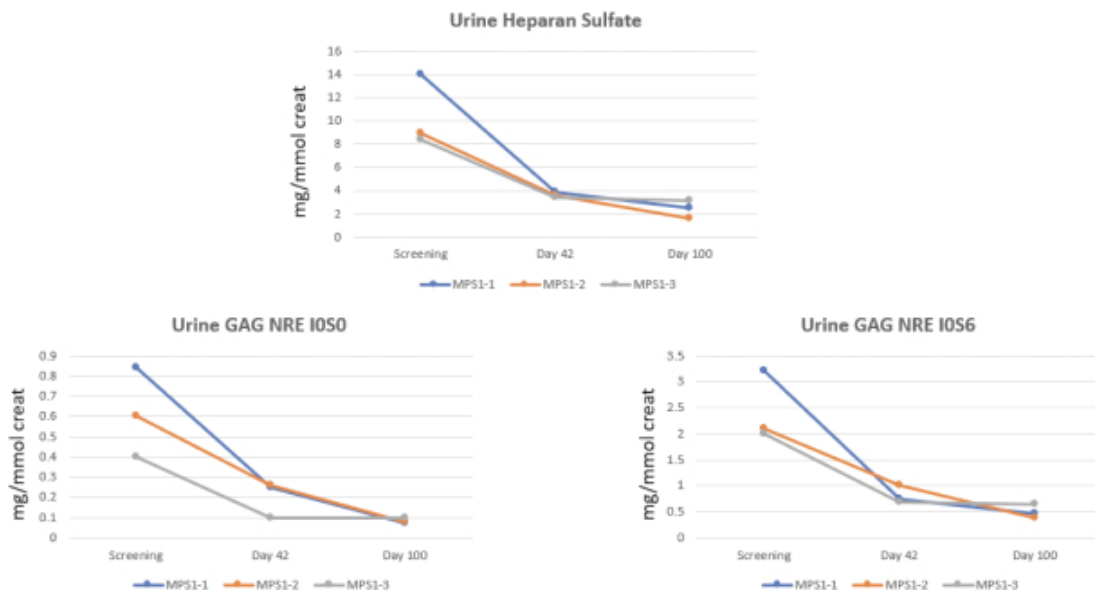 Urine Heparan Sulfate
mg/mmol creat
16
14
12
10
8
6
4
2
0
Screening Day 42 Day 100
MPS1-1 MPS1-2 MPS1-3
Urine GAG NRE I0S0
mg/mmol creat
0.9
0.8
0.7
0.6
0.5
0.4
0.3
0.2
0.1
0
Screening Day 42 Day 100
MPS1-1 MPS1-2 MPS1-3
Urine GAG NRE I0S6
mg/mmol creat
3.5
3
2.5
2
1.5
1
0.5
0
Screening Day 42 Day 100
MPS1-1 MPS1-2 MPS1-3